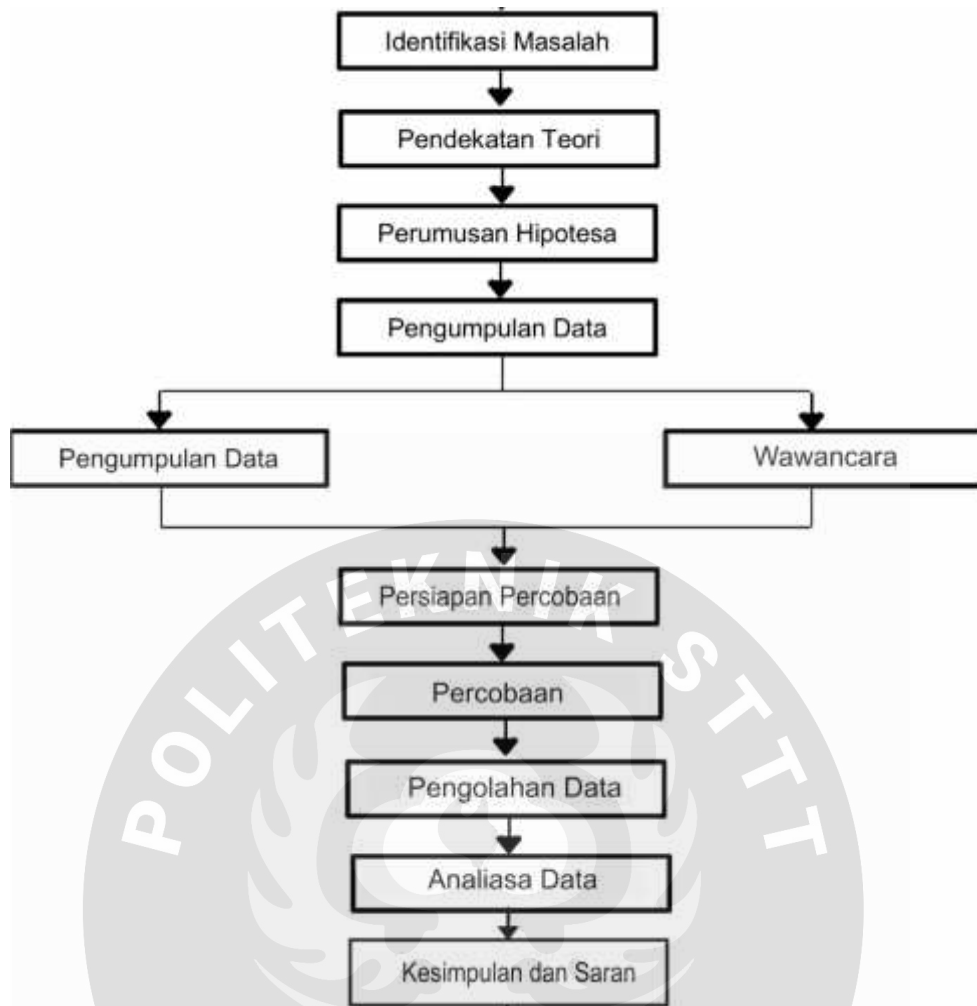 Identifikasi Masalah
Pendekatan Teori
Perumusan Hipotesa
Pengumpulan Data
Pengumpulan Data
Wawancara
Persiapan Percobaan
Percobaan
Pengolahan Data
Analiasa Data
Kesimpulan dan Saran
POLITEKNIK STTT